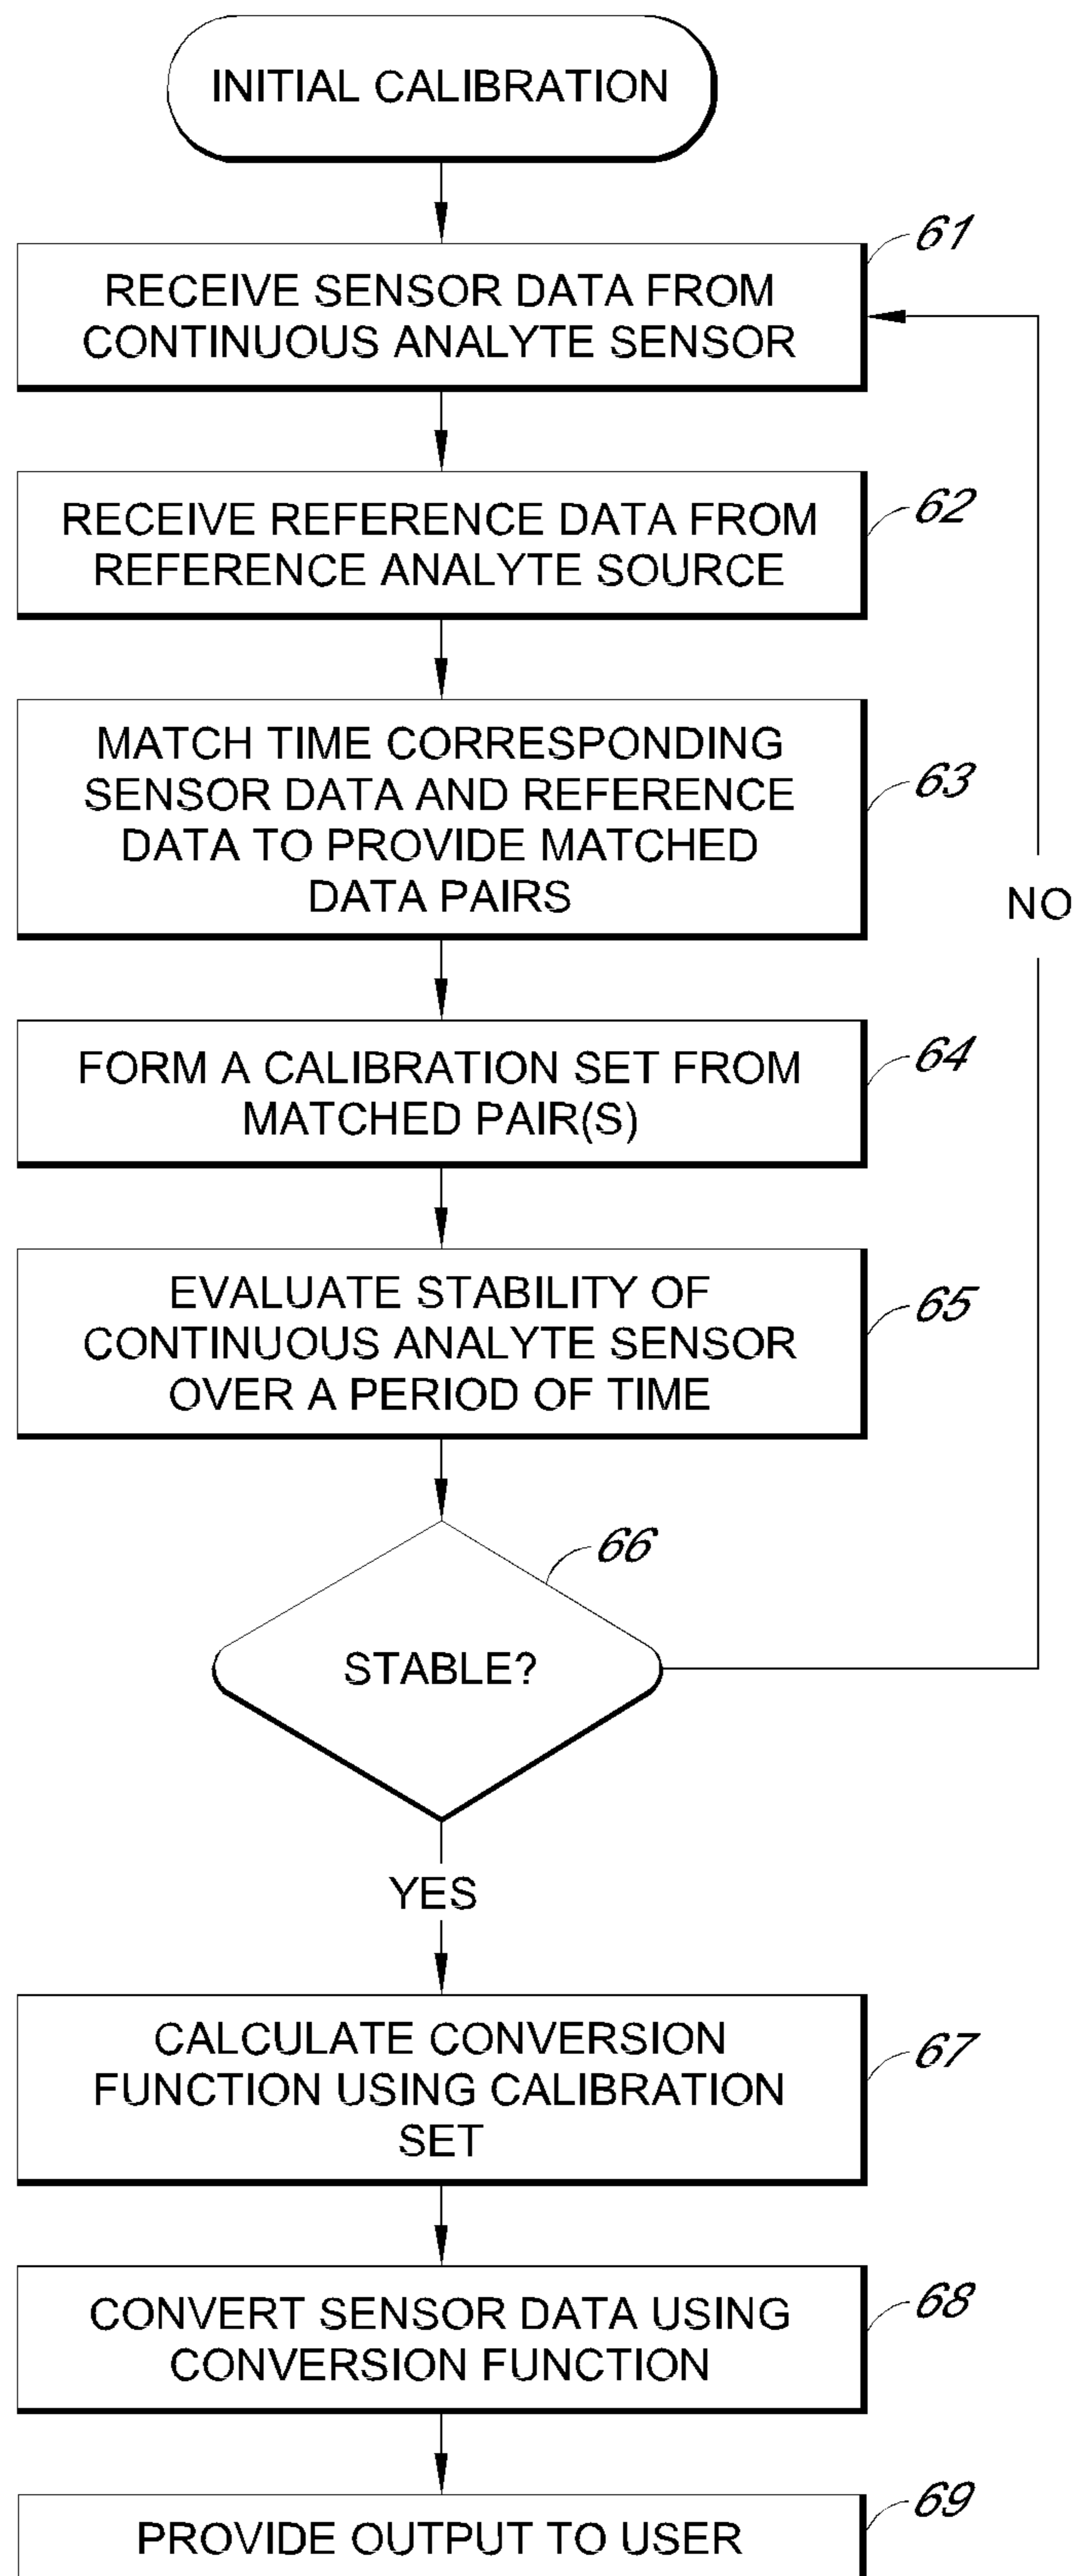 INITIAL CALIBRATION
61
RECEIVE SENSOR DATA FROM
CONTINUOUS ANALYTE SENSOR
62
RECEIVE REFERENCE DATA FROM
REFERENCE ANALYTE SOURCE
63
MATCH TIME CORRESPONDING
SENSOR DATA AND REFERENCE
DATA TO PROVIDE MATCHED
DATA PAIRS
NO
64
FORM A CALIBRATION SET FROM
MATCHED PAIR(S)
65
EVALUATE STABILITY OF
CONTINUOUS ANALYTE SENSOR
OVER A PERIOD OF TIME
66
STABLE?
YES
67
CALCULATE CONVERSION
FUNCTION USING CALIBRATION
SET
68
CONVERT SENSOR DATA USING
CONVERSION FUNCTION
69
PROVIDE OUTPUT TO USER